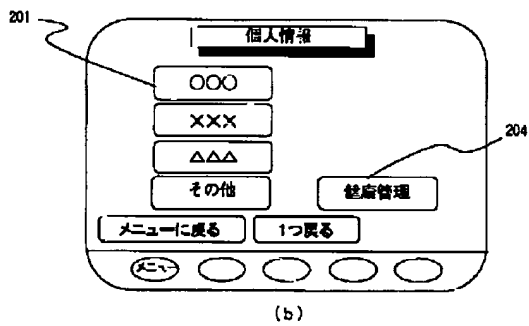 201
個人情報
○○○
×××
204
△△△
その他 健康管理
メニューに戻る 1つ戻る
メニュー
(b)